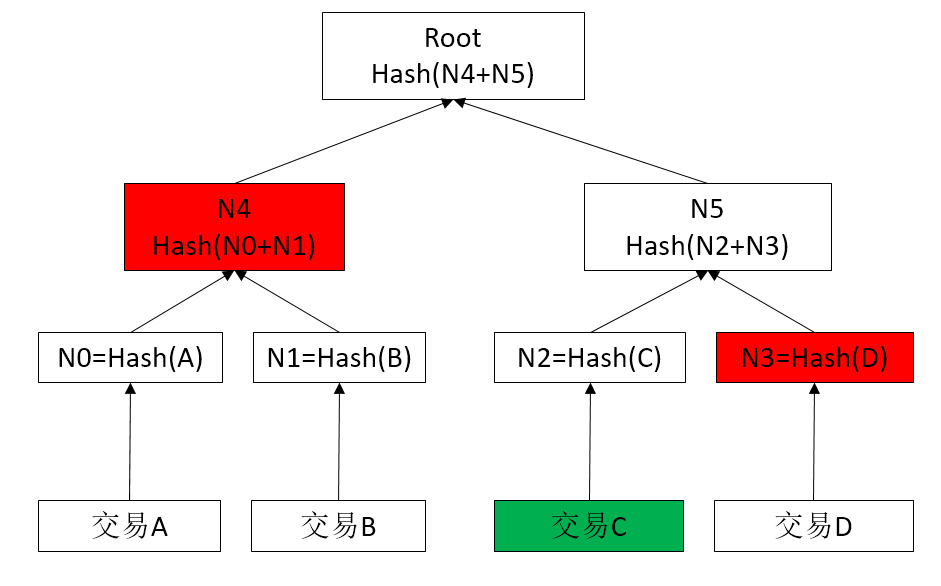 Root
Hash(N4+N5)
N4
Hash(N0+N1)
N5
Hash(N2+N3)
N0=Hash(A)
N1=Hash(B)
N2=Hash(C)
N3=Hash(D)
交易A
交易B
交易C
交易D